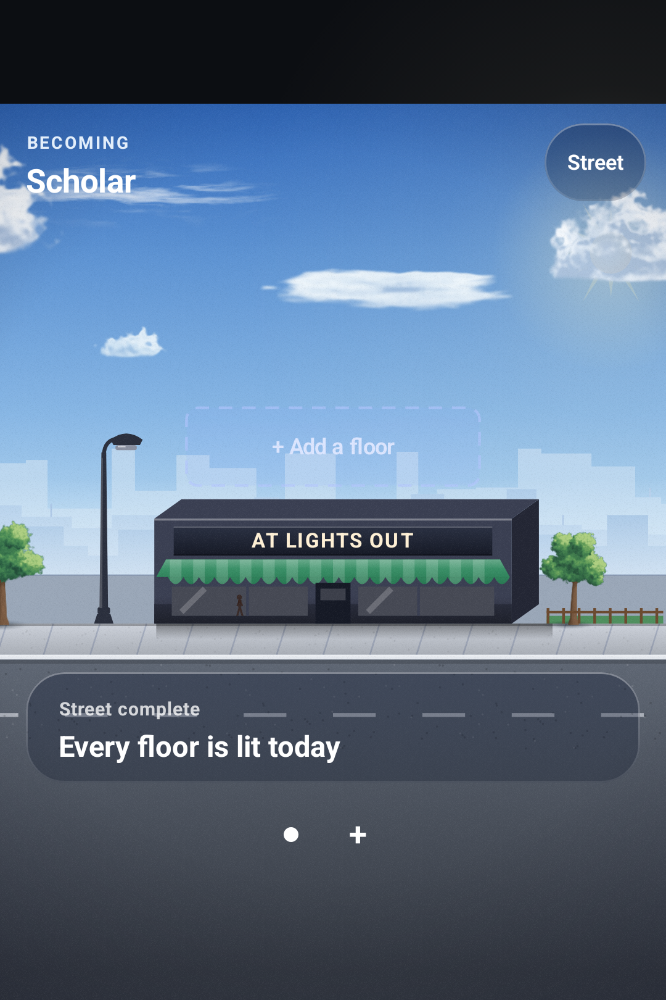 BECOMING
Scholar
Street
+ Add a floor
AT LIGHTS OUT
Street complete
Every floor is lit today
+